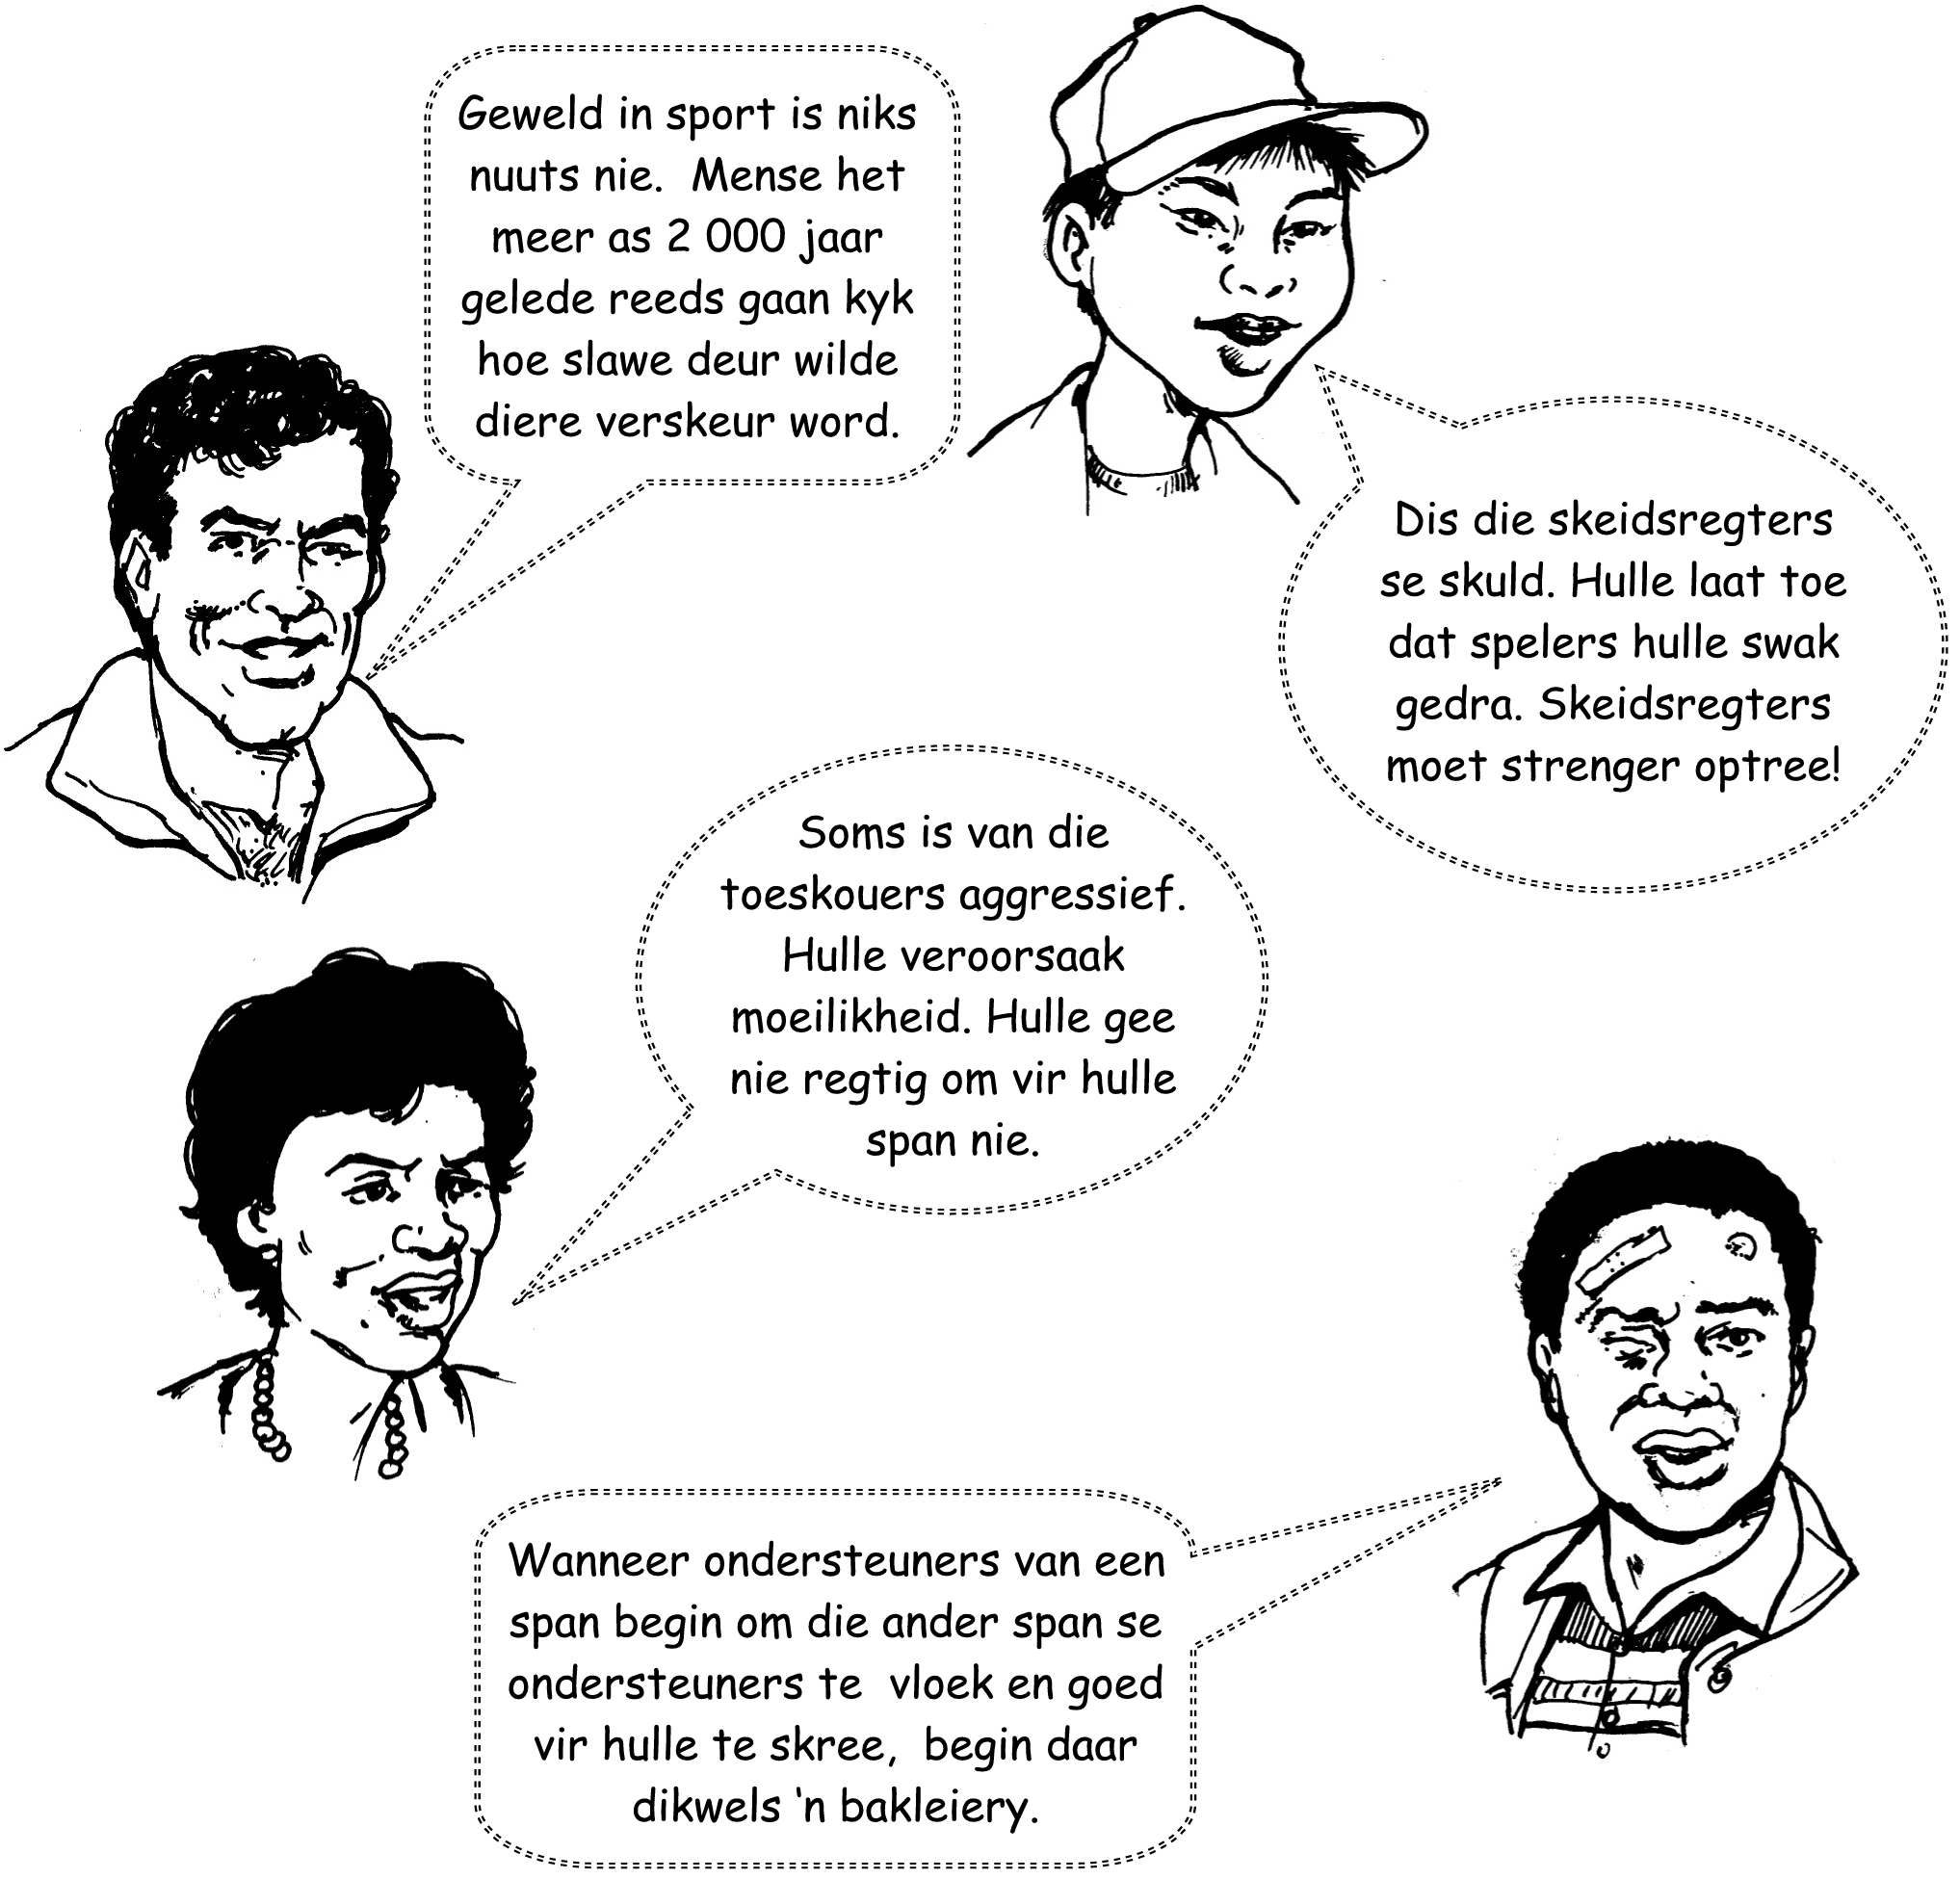 Geweld in sport is niks
nuuts nie.  Mense het
meer as 2 000 jaar
gelede reeds gaan kyk
hoe slawe deur wilde
diere verskeur word.
Dis die skeidsregters
se skuld. Hulle laat toe
dat spelers hulle swak
gedra. Skeidsregters
moet strenger optree!
Soms is van die
toeskouers aggressief.
Hulle veroorsaak
moeilikheid. Hulle gee
nie regtig om vir hulle
span nie.
Wanneer ondersteuners van een
span begin om die ander span se
ondersteuners te  vloek en goed
vir hulle te skree,  begin daar
dikwels ‘n bakleiery.